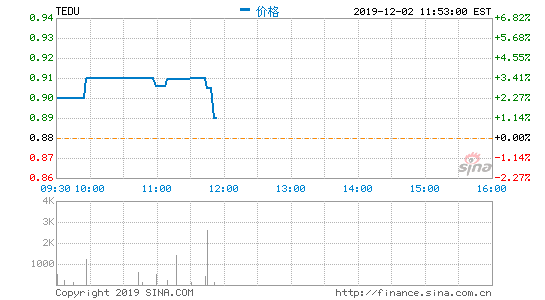 TEDU 价格 2019-12-02 11:53:00 EST
0.94 +6.82%
0.93 +5.68%
0.92 +4.55%
0.91 +3.41%
0.90 +2.27%
0.89 +1.14%
0.88 +0.00%
0.87 -1.14%
0.86 -2.27%
sina
09:30 10:00 11:00 12:00 13:00 14:00 15:00 16:00
4K
3K
2K
1000
Copyright 2019 SINA.COM http://finance.sina.com.cn